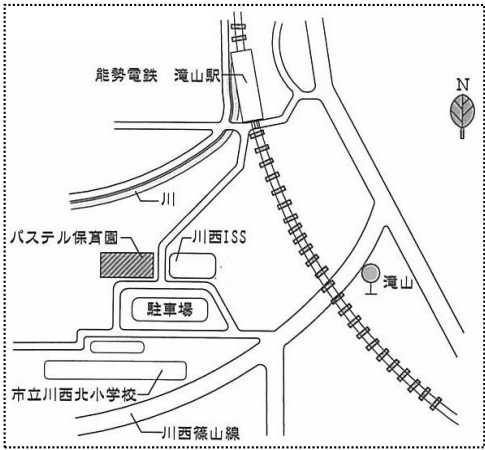 能勢電鉄 滝山駅
N
川
パステル保育園
川西ISS
滝山
駐車場
市立川西北小学校
川西篠山線